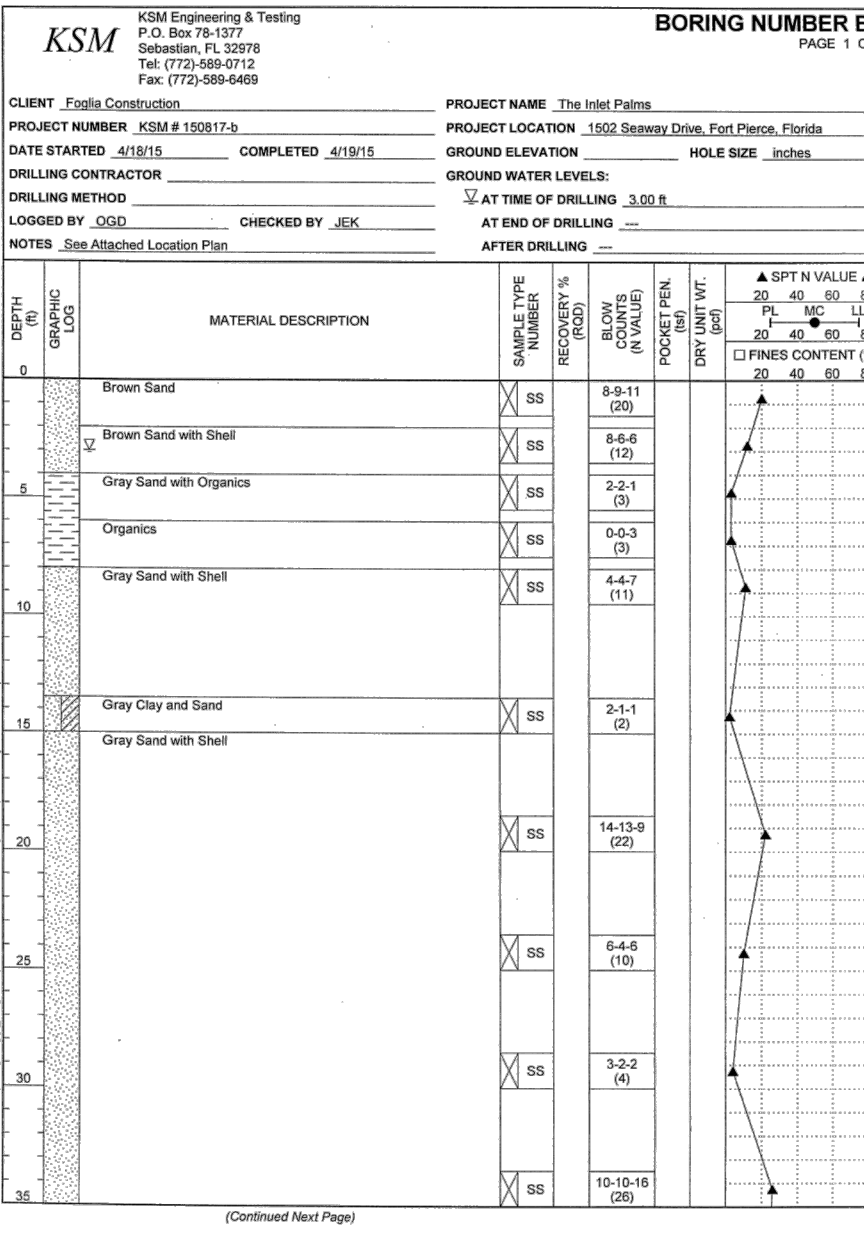 KSM
KSM Engineering & Testing
P.O. Box 78-1377
Sebastian, FL 32978
Tel: (772)-589-0712
Fax: (772)-589-6469
BORING NUMBER
PAGE 1
CLIENT Foglia Construction
PROJECT NAME The Inlet Palms
PROJECT NUMBER KSM # 150817-b
PROJECT LOCATION 1502 Seaway Drive, Fort Pierce, Florida
DATE STARTED 4/18/15 COMPLETED 4/19/15
GROUND ELEVATION HOLE SIZE inches
DRILLING CONTRACTOR
GROUND WATER LEVELS:
DRILLING METHOD
AT TIME OF DRILLING 3.00 ft
LOGGED BY OGD CHECKED BY JEK
AT END OF DRILLING ---
NOTES See Attached Location Plan
AFTER DRILLING ---
DEPTH (ft)
GRAPHIC LOG
MATERIAL DESCRIPTION
SAMPLE TYPE NUMBER
RECOVERY % (RQD)
BLOW COUNTS (N VALUE)
POCKET PEN. (tsf)
DRY UNIT WT. (pcf)
▲ SPT N VALUE ▲
20 40 60
PL MC LL
20 40 60
□ FINES CONTENT (
20 40 60
0
Brown Sand SS 8-9-11
(20)
Brown Sand with Shell SS 8-6-6
(12)
5 Gray Sand with Organics SS 2-2-1
(3)
Organics SS 0-0-3
(3)
Gray Sand with Shell SS 4-4-7
(11)
10
Gray Clay and Sand SS 2-1-1
(2)
15
Gray Sand with Shell
SS 14-13-9
(22)
20
SS 6-4-6
(10)
25
SS 3-2-2
(4)
30
SS 10-10-16
(26)
35
(Continued Next Page)